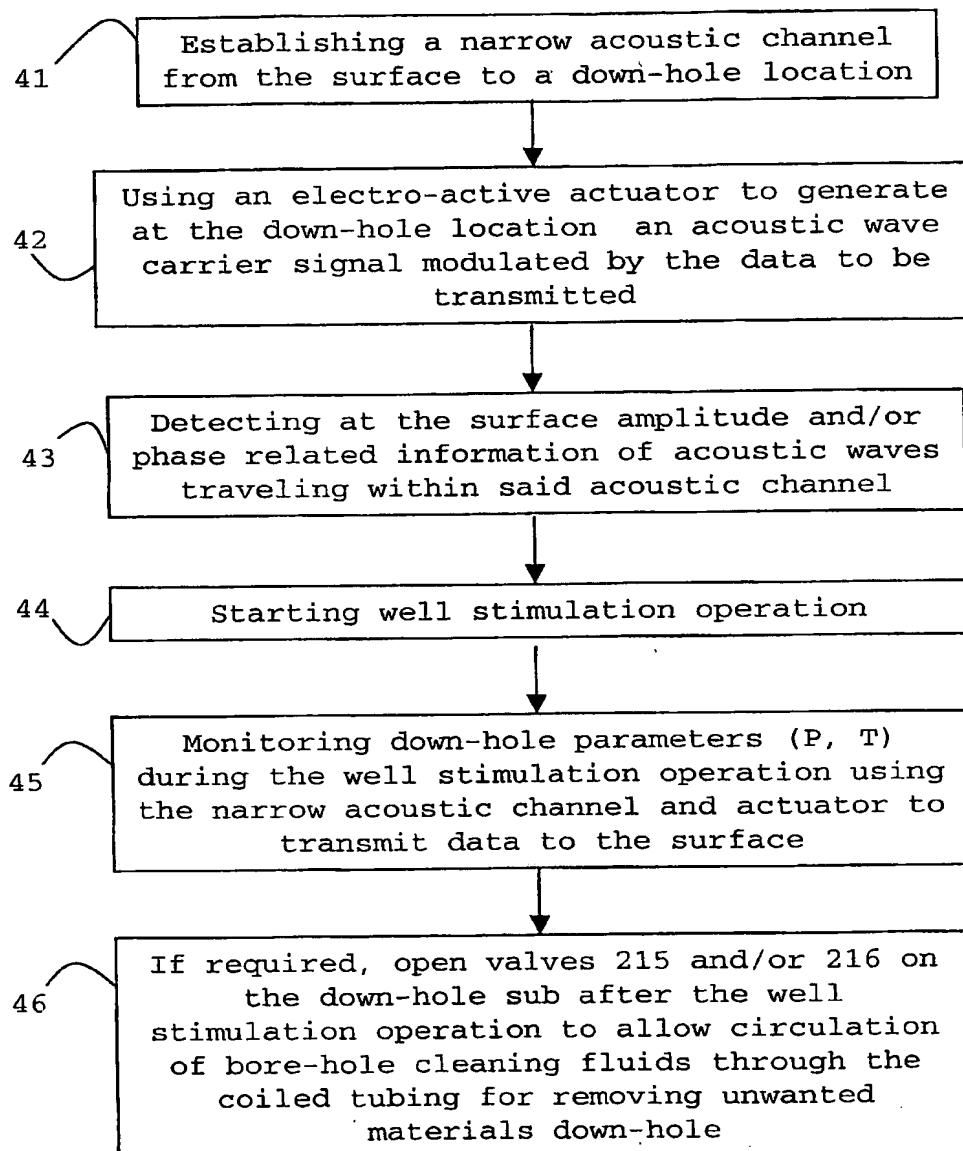 41
Establishing a narrow acoustic channel
from the surface to a down-hole location
42
Using an electro-active actuator to generate
at the down-hole location an acoustic wave
carrier signal modulated by the data to be
transmitted
43
Detecting at the surface amplitude and/or
phase related information of acoustic waves
traveling within said acoustic channel
44
Starting well stimulation operation
45
Monitoring down-hole parameters (P, T)
during the well stimulation operation using
the narrow acoustic channel and actuator to
transmit data to the surface
46
If required, open valves 215 and/or 216 on
the down-hole sub after the well
stimulation operation to allow circulation
of bore-hole cleaning fluids through the
coiled tubing for removing unwanted
materials down-hole